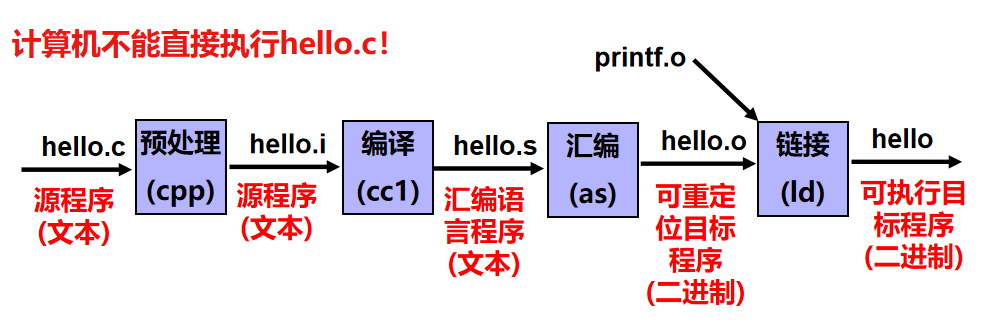 计算机不能直接执行hello.c！
printf.o
hello.c
预处理
(cpp)
hello.i
编译
(cc1)
hello.s
汇编
(as)
hello.o
链接
(ld)
hello
源程序
(文本)
源程序
(文本)
汇编语
言程序
(文本)
可重定
位目标
程序
(二进制)
可执行目
标程序
(二进制)